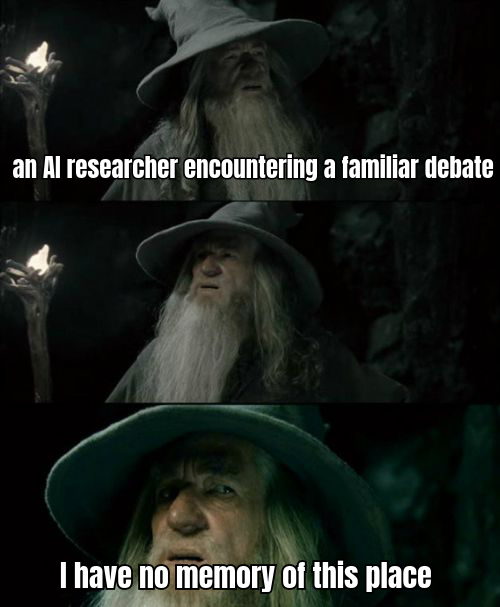 an AI researcher encountering a familiar debate
I have no memory of this place